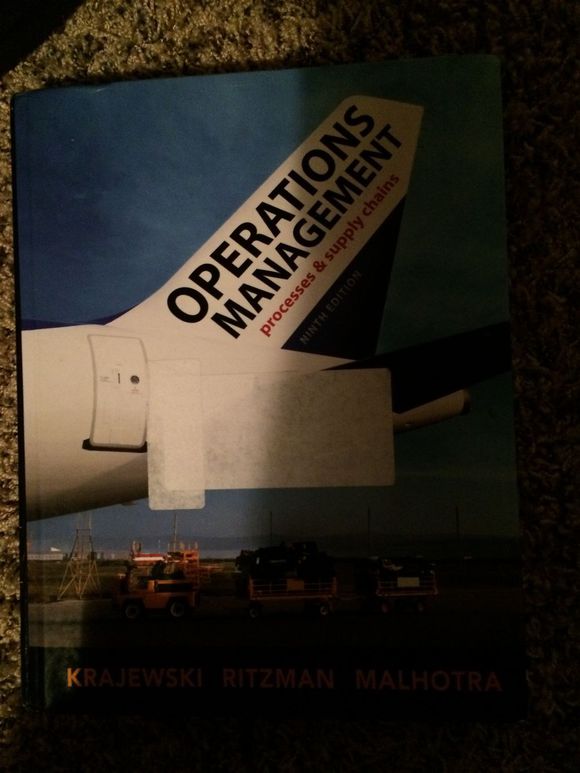 OPERATIONS
MANAGEMENT
processes & supply chains
NINTH EDITION
KRAJEWSKI RITZMAN MALHOTRA